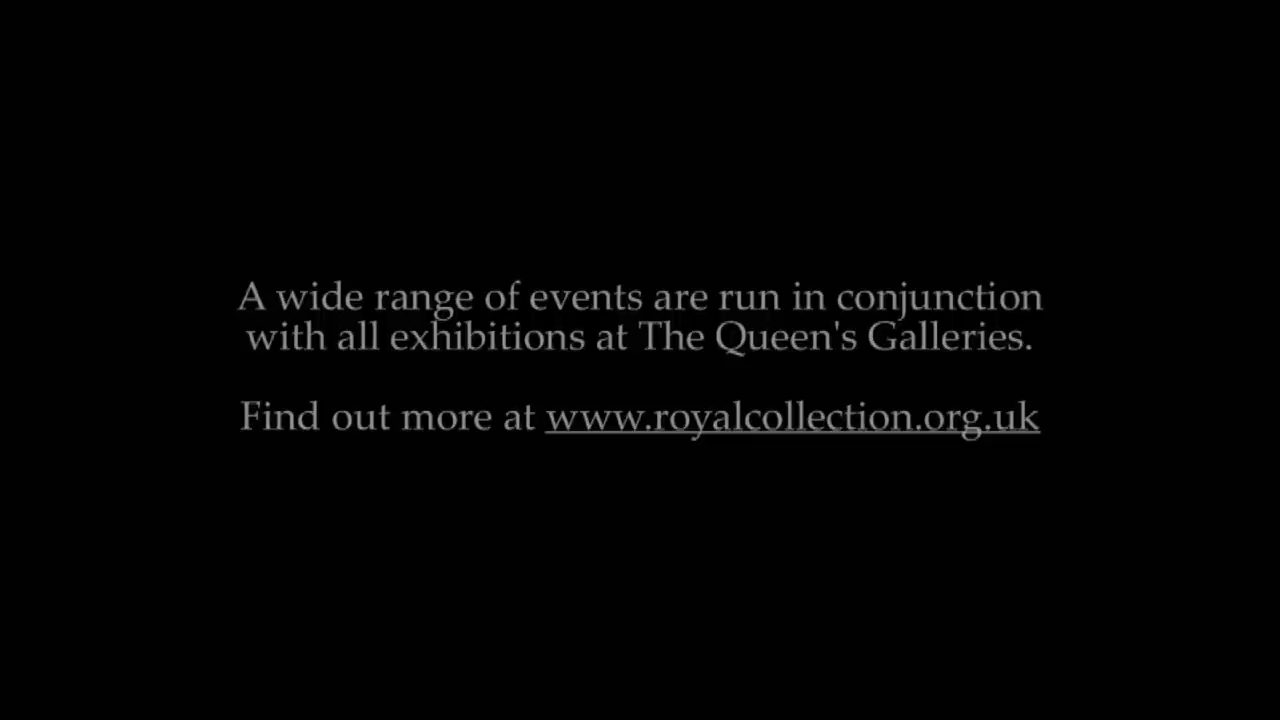 A wide range of events are run in conjunction
with all exhibitions at The Queen's Galleries.
Find out more at www.royalcollection.org.uk